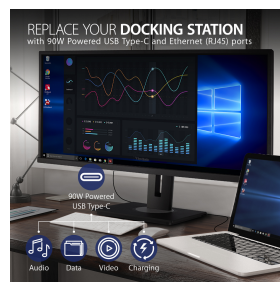 REPLACE YOUR DOCKING STATION
with 90W Powered USB Type-C and Ethernet (RJ45) ports
90W Powered
USB Type-C
Audio
Data
Video
Charging